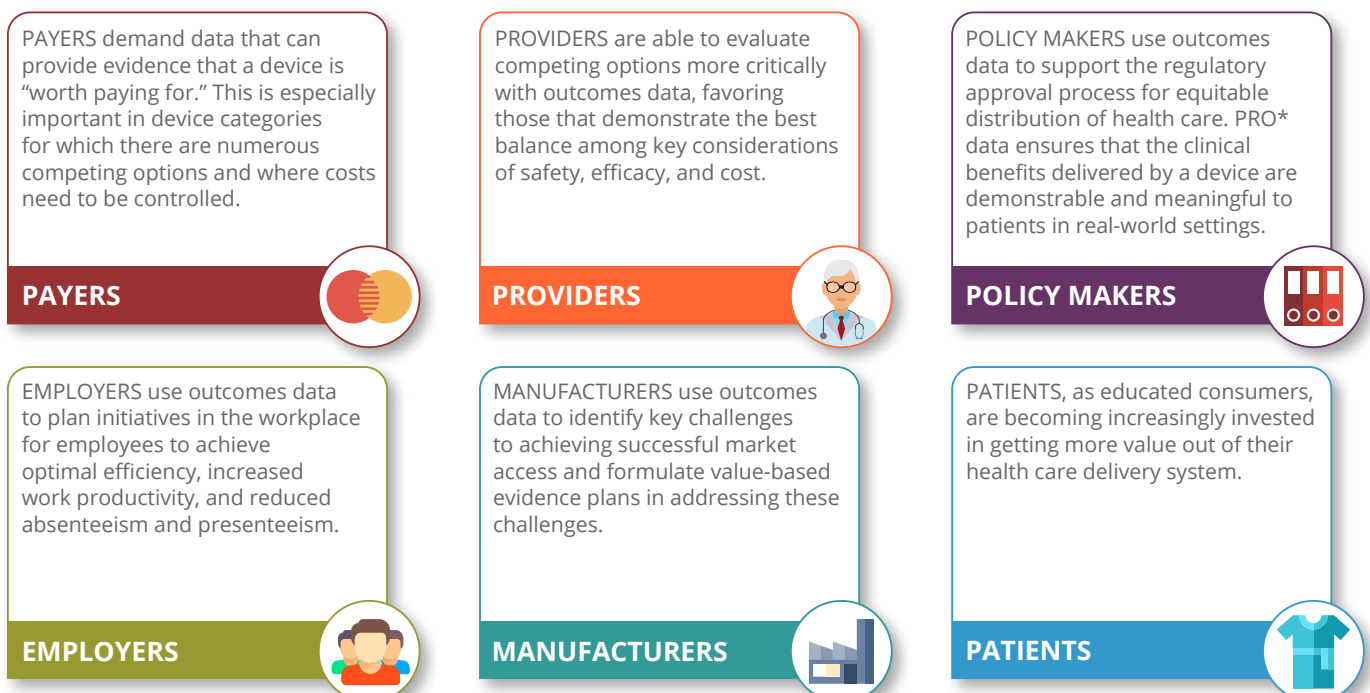 PAYERS demand data that can
provide evidence that a device is
“worth paying for.” This is especially
important in device categories
for which there are numerous
competing options and where costs
need to be controlled.
PAYERS
PROVIDERS are able to evaluate
competing options more critically
with outcomes data, favoring
those that demonstrate the best
balance among key considerations
of safety, efficacy, and cost.
PROVIDERS
POLICY MAKERS use outcomes
data to support the regulatory
approval process for equitable
distribution of health care. PRO*
data ensures that the clinical
benefits delivered by a device are
demonstrable and meaningful to
patients in real-world settings.
POLICY MAKERS
EMPLOYERS use outcomes data
to plan initiatives in the workplace
for employees to achieve
optimal efficiency, increased
work productivity, and reduced
absenteeism and presenteeism.
EMPLOYERS
MANUFACTURERS use outcomes
data to identify key challenges
to achieving successful market
access and formulate value-based
evidence plans in addressing these
challenges.
MANUFACTURERS
PATIENTS, as educated consumers,
are becoming increasingly invested
in getting more value out of their
health care delivery system.
PATIENTS